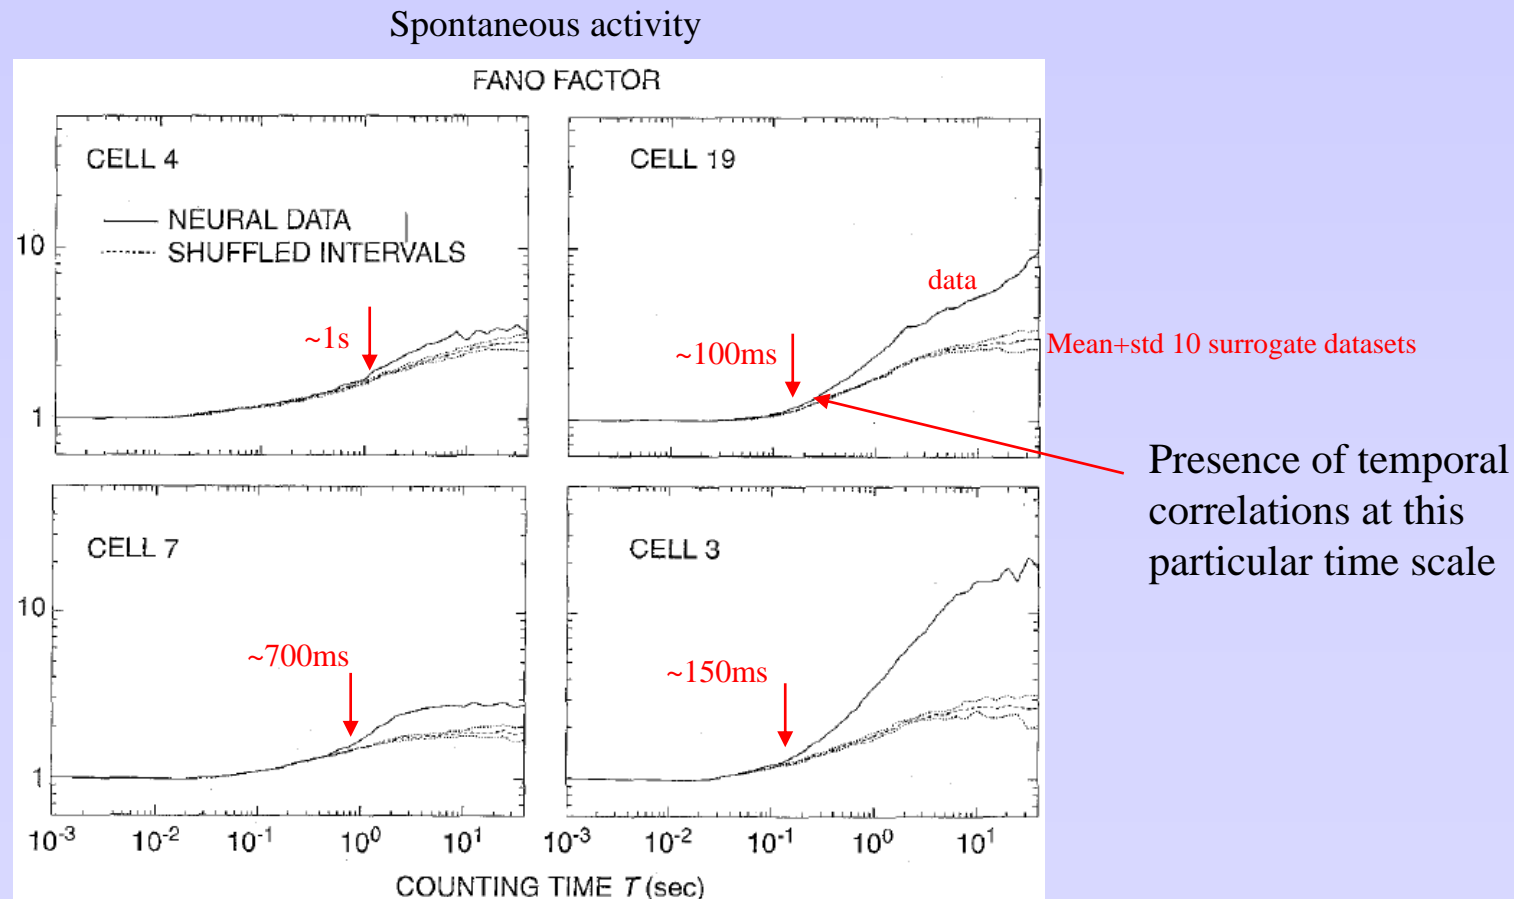 Spontaneous activity
FANO FACTOR
CELL 4
NEURAL DATA
SHUFFLED INTERVALS
10
1
~1s
CELL 19
data
~100ms
Mean+std 10 surrogate datasets
Presence of temporal
correlations at this
particular time scale
CELL 7
10
1
~700ms
CELL 3
~150ms
10⁻³ 10⁻² 10⁻¹ 10⁰ 10¹ 10⁻³ 10⁻² 10⁻¹ 10⁰ 10¹
COUNTING TIME T (sec)